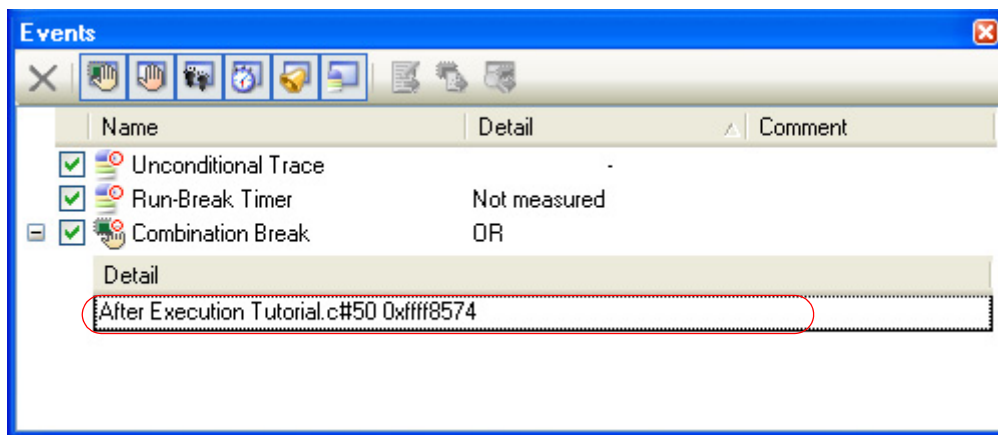 Events
Name Detail Comment
Unconditional Trace -
Run-Break Timer Not measured
Combination Break OR
Detail
After Execution Tutorial.c#50 0xffff8574